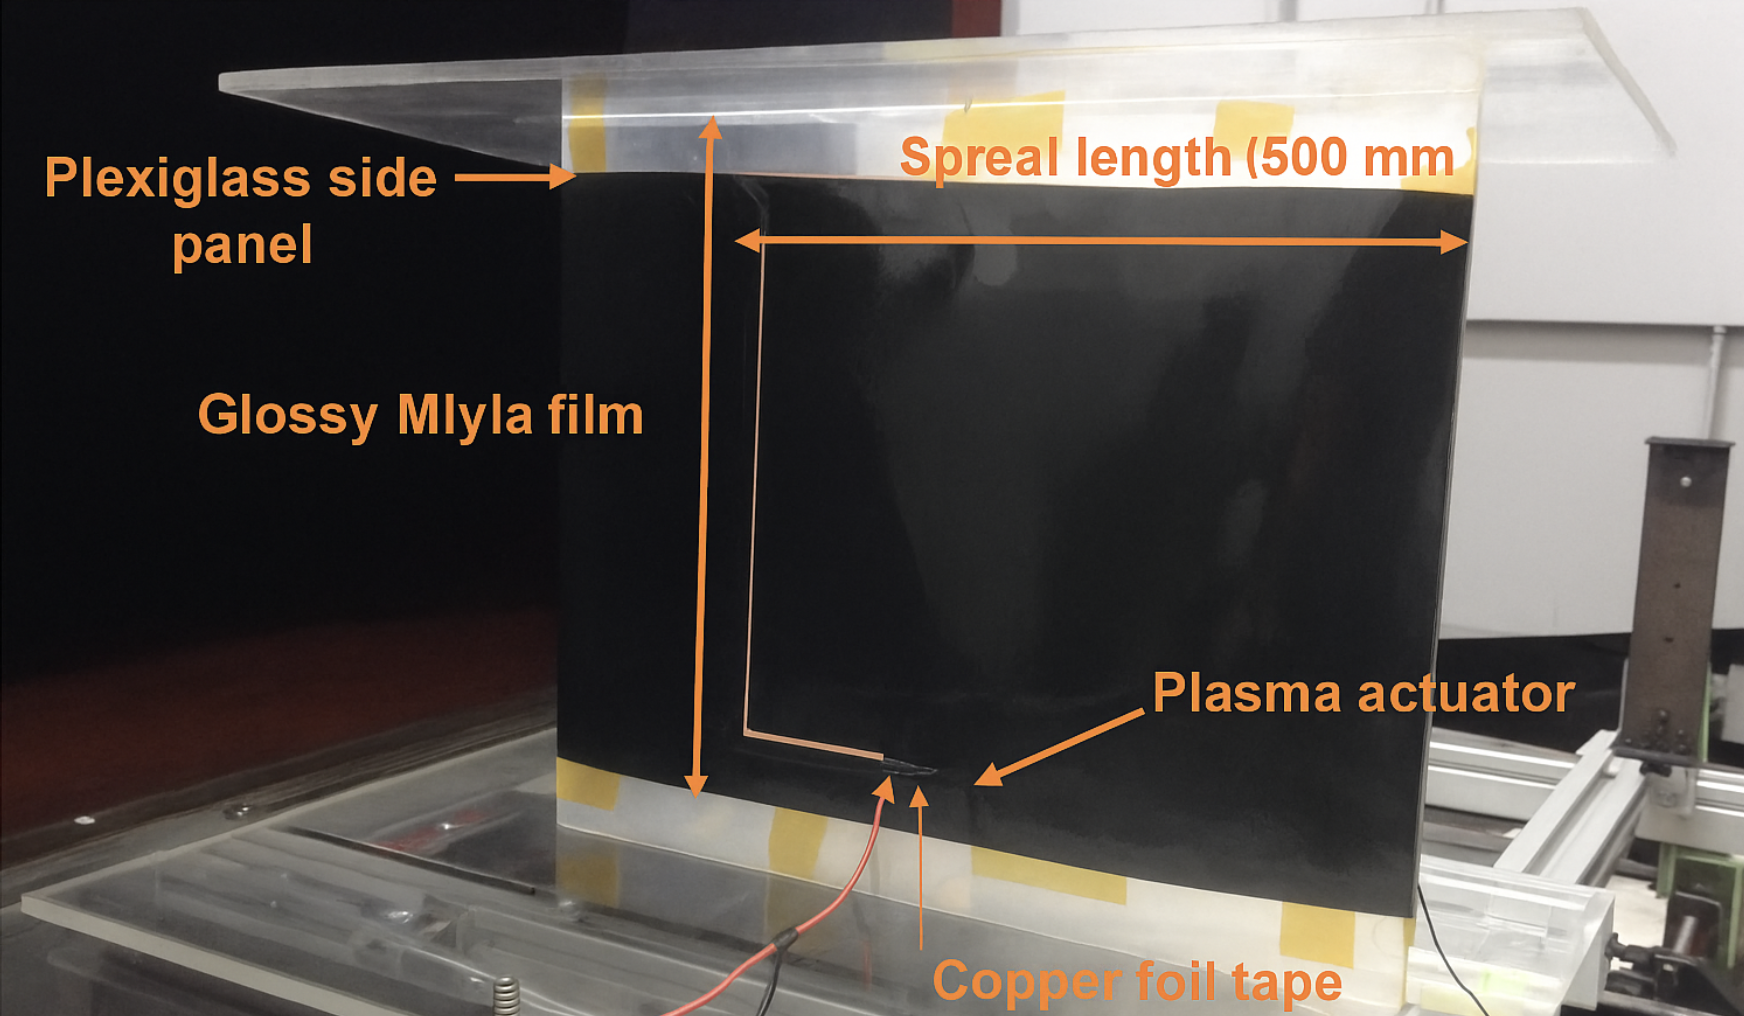 Spreal length (500 mm
Plexiglass side
panel
Glossy Mlyla film
Plasma actuator
Copper foil tape